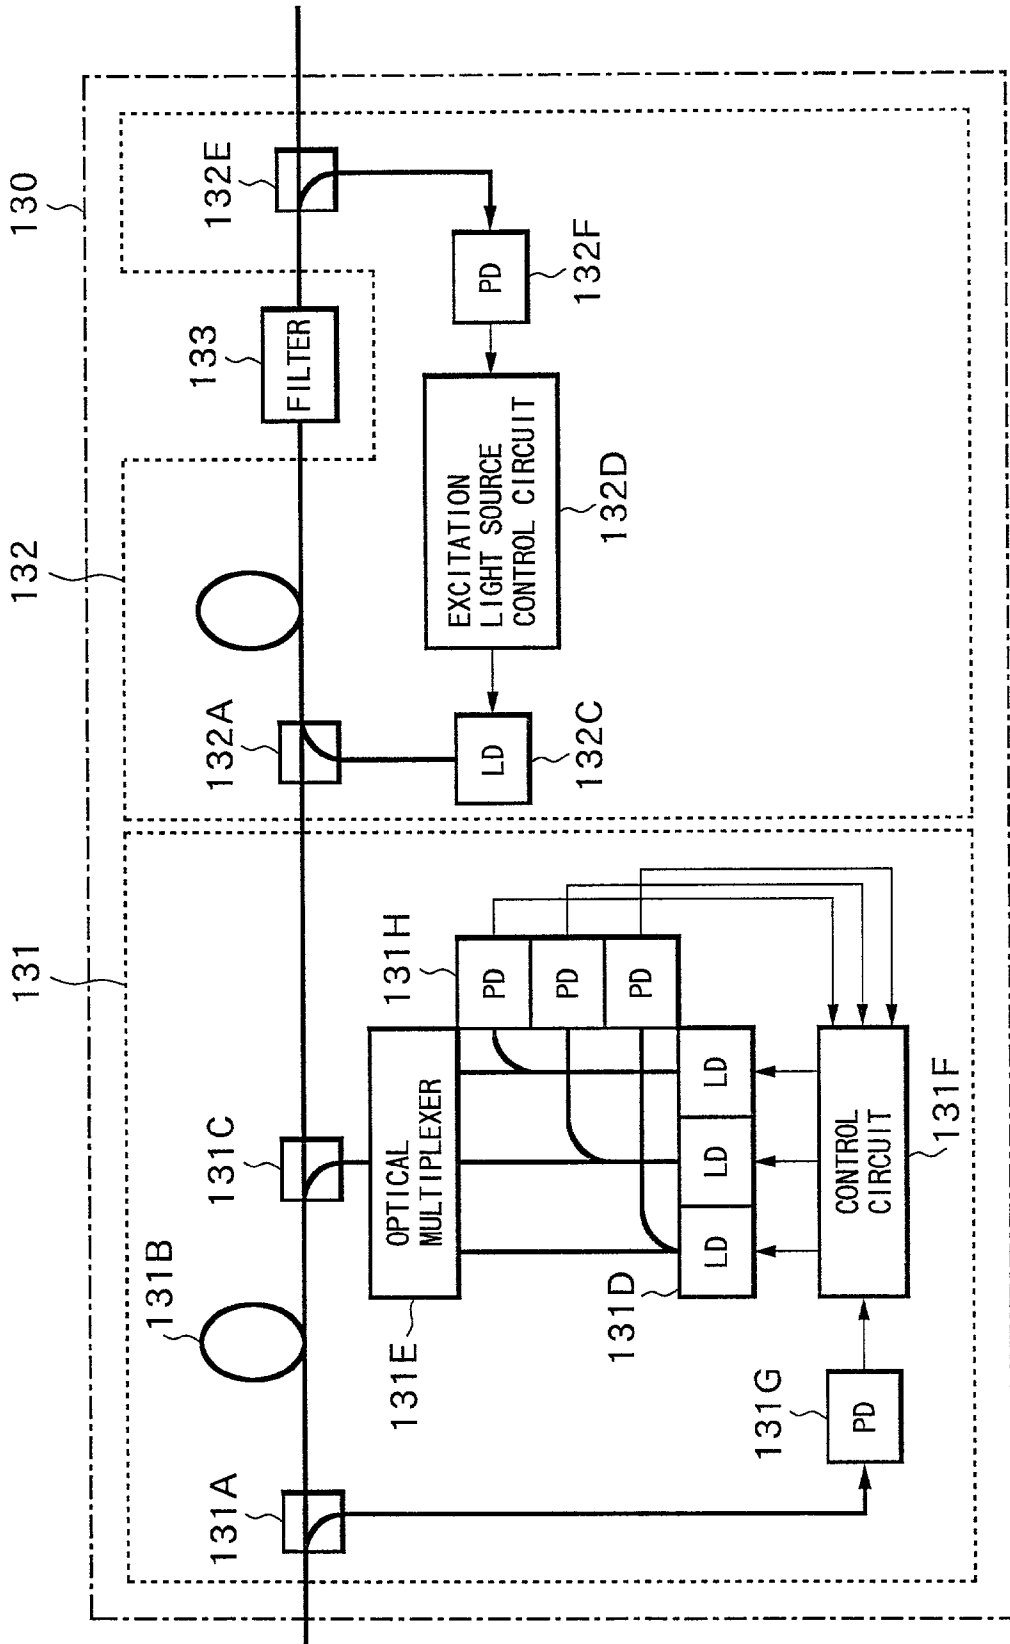 130
131
132
131A
131B
131C
132A
133
FILTER
132E
131E
OPTICAL
MULTIPLEXER
131H
PD
PD
PD
131D
LD
LD
LD
131G
PD
CONTROL
CIRCUIT
131F
LD
132C
EXCITATION
LIGHT SOURCE
CONTROL CIRCUIT
132D
PD
132F